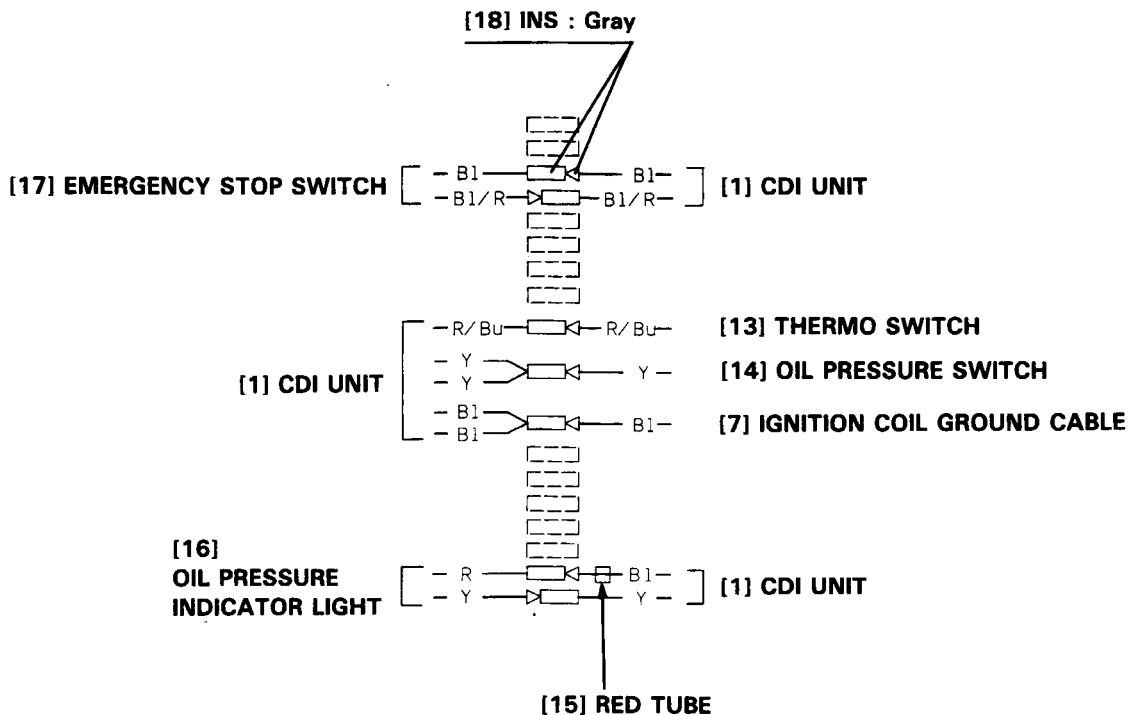 [18] INS : Gray
[17] EMERGENCY STOP SWITCH
Bl Bl
Bl/R Bl/R
[1] CDI UNIT
[1] CDI UNIT
R/Bu R/Bu
[13] THERMO SWITCH
Y
Y
Y
[14] OIL PRESSURE SWITCH
Bl
Bl
Bl
[7] IGNITION COIL GROUND CABLE
[16]
OIL PRESSURE
INDICATOR LIGHT
R Bl
Y Y
[1] CDI UNIT
[15] RED TUBE